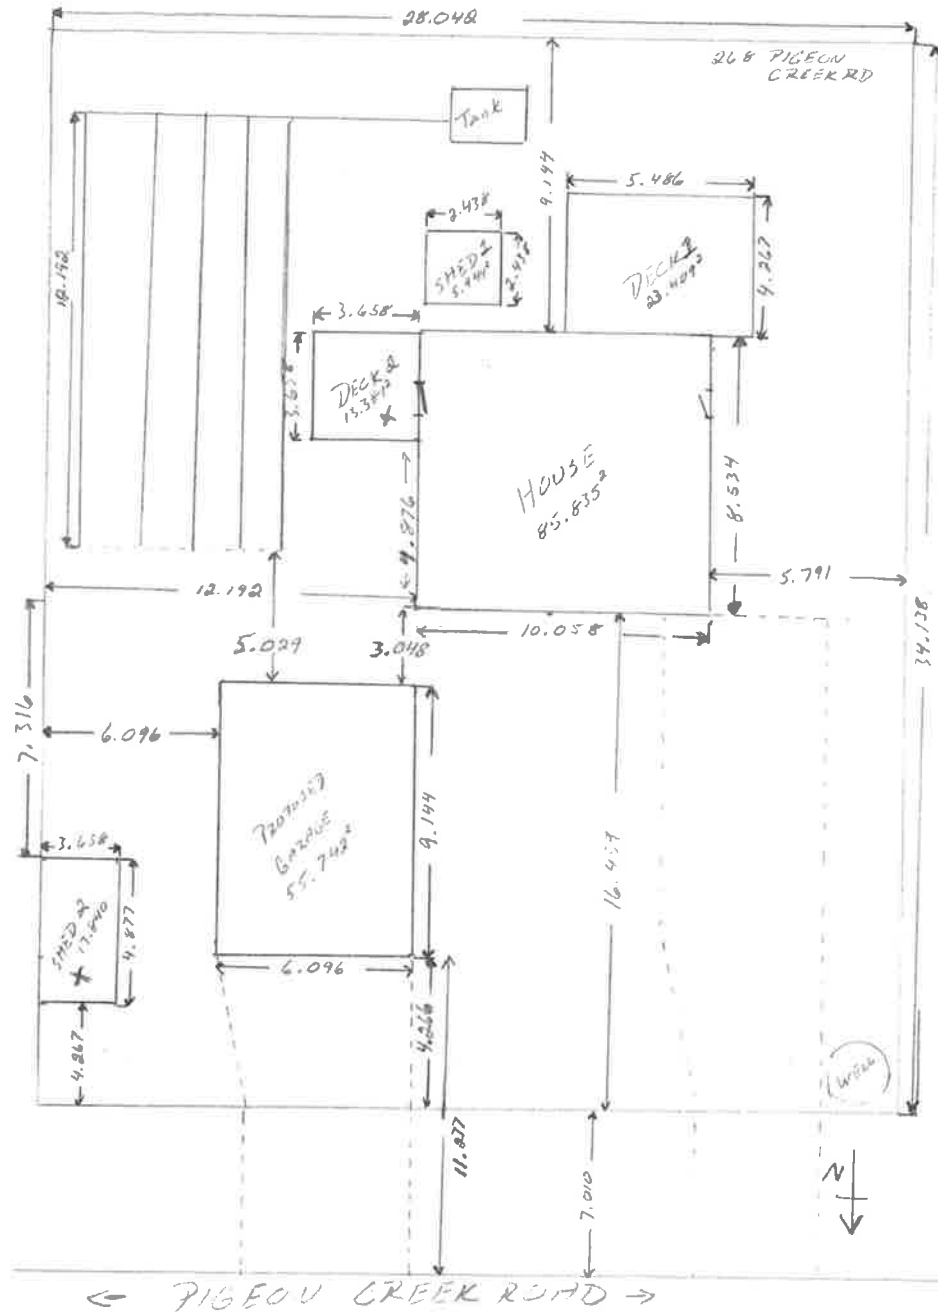 28.042
268 PIGEON
CREEK RD
Tank
9.144
5.486
2.438
SHED 1
5.944²
2.438
DECK 1
23.409²
4.267
12.192
3.658
3.658
DECK 2
13.381²
X
HOUSE
85.835²
4.876
8.534
12.192
5.791
10.058
5.029
3.048
34.138
7.316
6.096
PROPOSED
GARAGE
55.742²
9.144
16.459
3.658
SHED 2
17.840
X
4.877
6.096
4.266
4.267
WELL
11.277
7.010
N
← PIGEON CREEK ROAD →